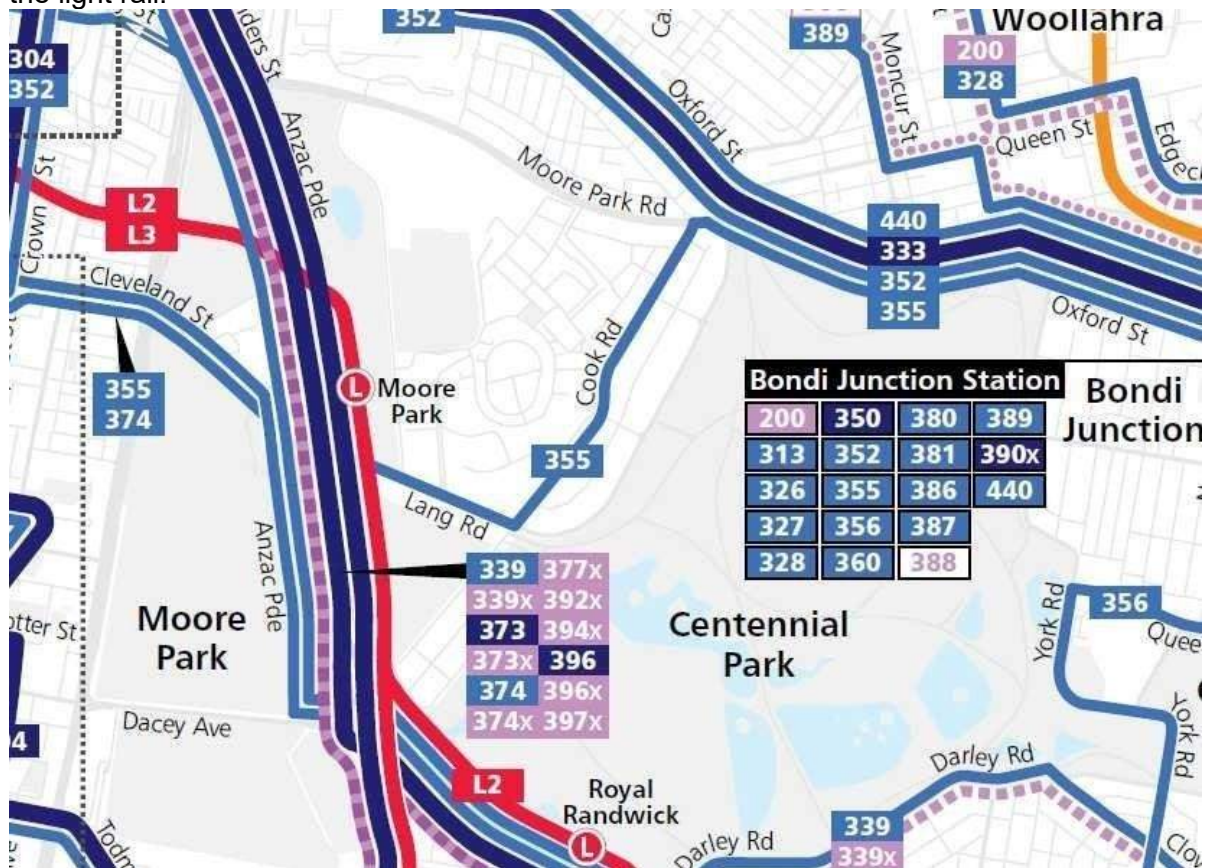 352
304
352
nders St
Anzac Pde
L2
L3
Crown St
Cleveland St
355
374
Oxford St
Moore Park Rd
389
Moncur St
Woollahra
200
328
Queen St
440
333
352
355
Oxford St
Cook Rd
L Moore
Park
355
Lang Rd
Bondi Junction Station
200 350 380 389
313 352 381 390x
326 355 386 440
327 356 387
328 360 388
Bondi
Junction
Anzac Pde
339 377x
339x 392x
373 394x
373x 396
374 396x
374x 397x
Moore
Park
Centennial
Park
York Rd
356
Dacey Ave
York Rd
L2
Royal
Randwick
L
Darley Rd
Darley Rd
339
339x